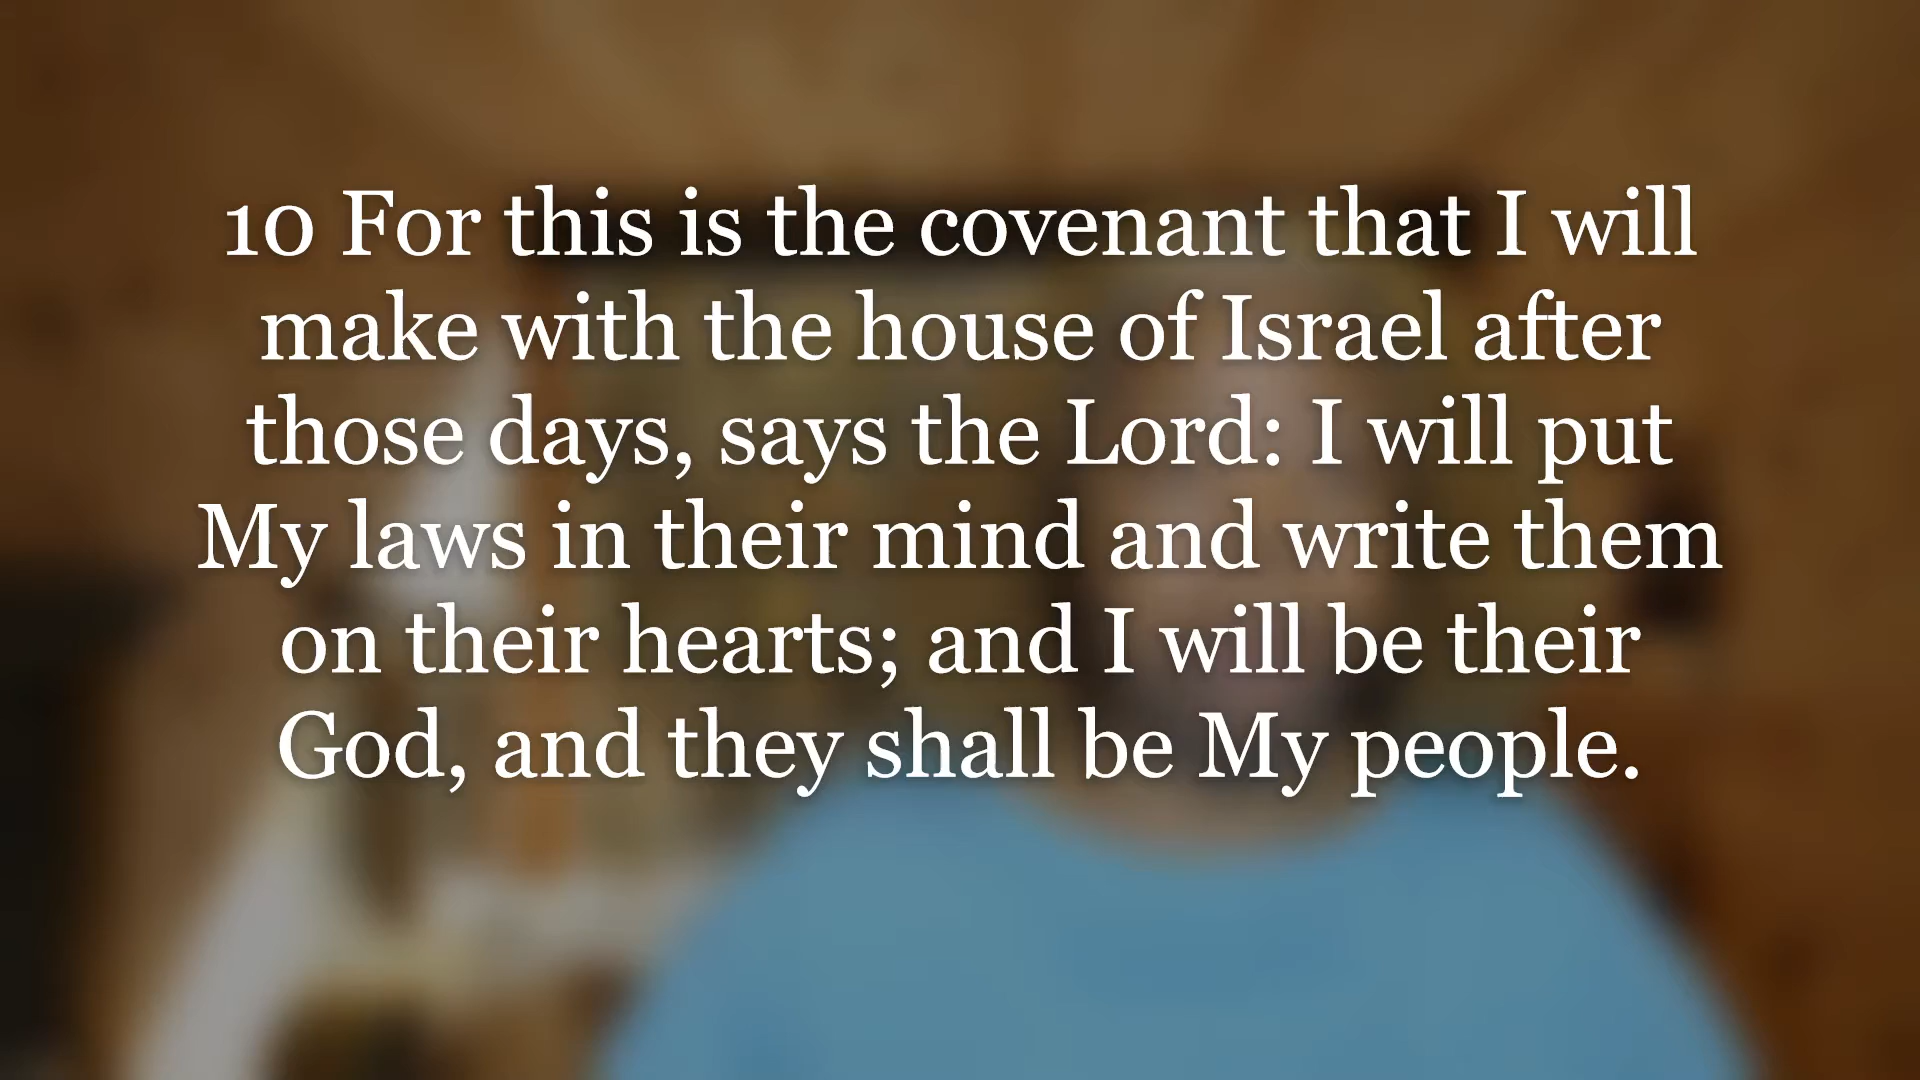 10 For this is the covenant that I will
make with the house of Israel after
those days, says the Lord: I will put
My laws in their mind and write them
on their hearts; and I will be their
God, and they shall be My people.